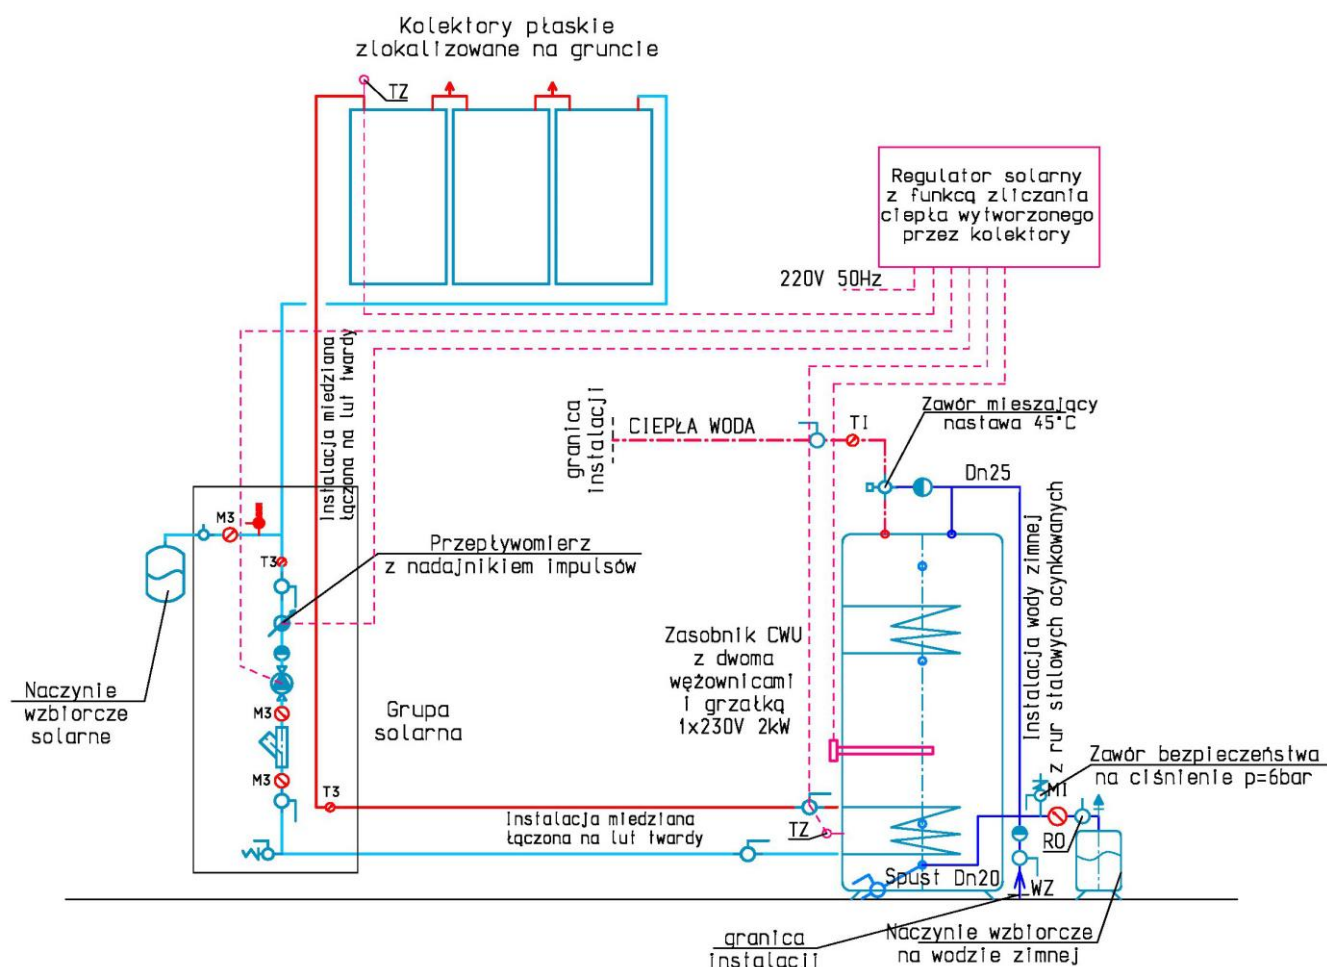 Kolektory płaskie
zlokalizowane na gruncie
TZ
Regulator solarny
z funkcą zliczania
ciepła wytworzonego
przez kolektory
220V 50Hz
Instalacja miedziana
łączona na lut twardy
granica
instalacji
CIEPŁA WODA
TI
Zawór mieszający
nastawa 45°C
Dn25
M3
T3
Przepływomierz
z nadajnikiem impulsów
Instalacja wody zimnej
z rur stalowych ocynkowanych
Zasobnik CWU
z dwoma
wężownicami
i grzałką
1x230V 2kW
Naczynie
wzbiorcze
solarne
M3
Grupa
solarna
M3
T3
Zawór bezpieczeństwa
na ciśnienie p=6bar
MI
Instalacja miedziana
łączona na lut twardy
TZ
RO
Spust Dn20
WZ
granica
instalacji
Naczynie wzbiorcze
na wodzie zimnej